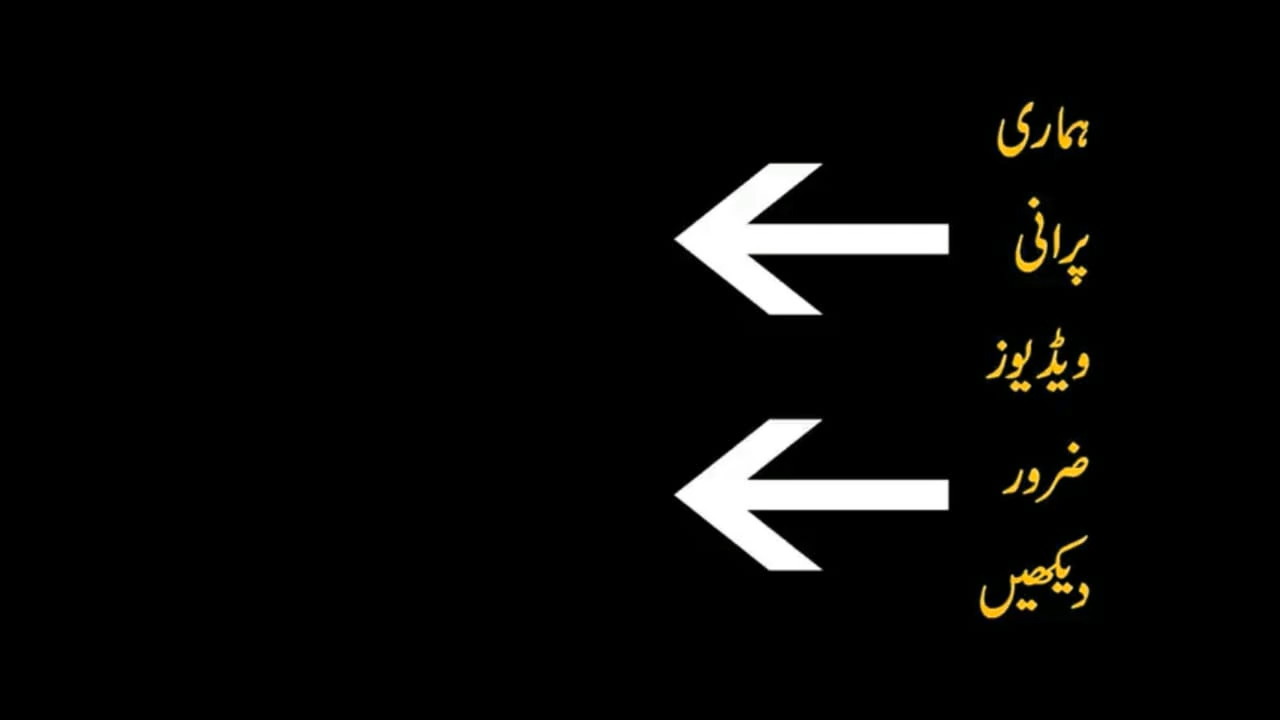 ہماری
پرانی
ویڈیوز
ضرور
دیکھیں